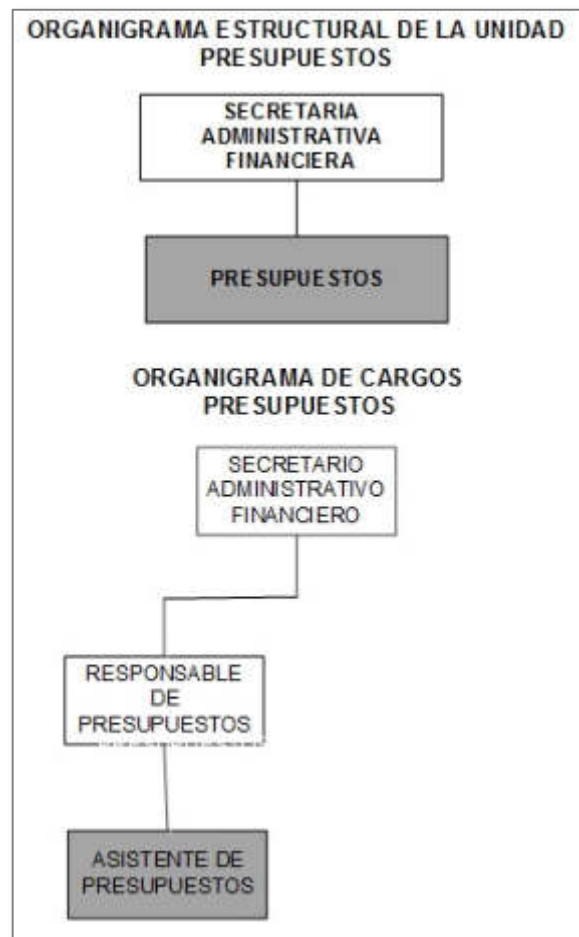 ORGANIGRAMA ESTRUCTURAL DE LA UNIDAD
PRESUPUESTOS
SECRETARIA
ADMINISTRATIVA
FINANCIERA
PRESUPUESTOS
ORGANIGRAMA DE CARGOS
PRESUPUESTOS
SECRETARIO
ADMINISTRATIVO
FINANCIERO
RESPONSABLE
DE
PRESUPUESTOS
ASISTENTE DE
PRESUPUESTOS